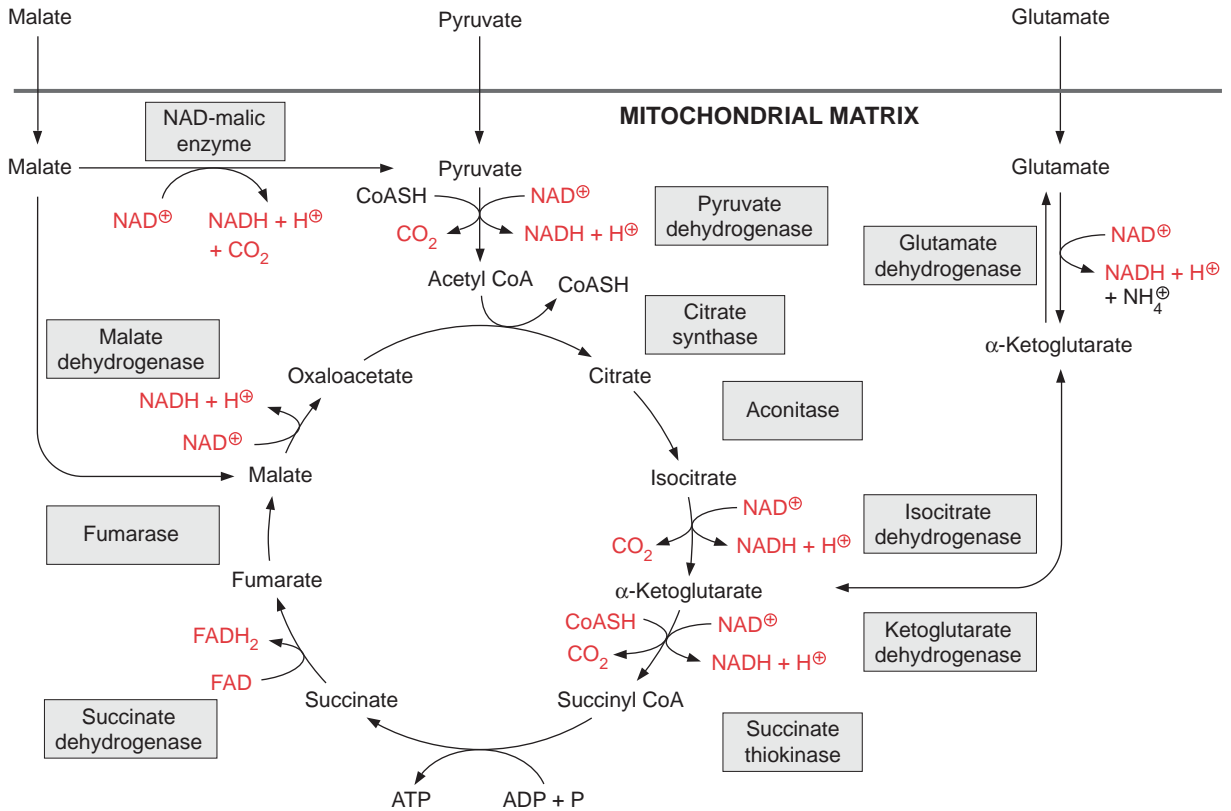 Malate
Pyruvate
Glutamate
MITOCHONDRIAL MATRIX
NAD-malic
enzyme
Malate
Pyruvate
Glutamate
NAD⊕
NADH + H⊕
+ CO₂
CoASH
NAD⊕
CO₂
NADH + H⊕
Pyruvate
dehydrogenase
Glutamate
dehydrogenase
NAD⊕
NADH + H⊕
+ NH₄⊕
Acetyl CoA
CoASH
Citrate
synthase
α-Ketoglutarate
Malate
dehydrogenase
Oxaloacetate
Citrate
NADH + H⊕
NAD⊕
Aconitase
Malate
Isocitrate
NAD⊕
CO₂
NADH + H⊕
Isocitrate
dehydrogenase
Fumarase
Fumarate
α-Ketoglutarate
CoASH
NAD⊕
CO₂
NADH + H⊕
Ketoglutarate
dehydrogenase
FADH₂
FAD
Succinate
Succinyl CoA
Succinate
dehydrogenase
Succinate
thiokinase
ATP
ADP + P